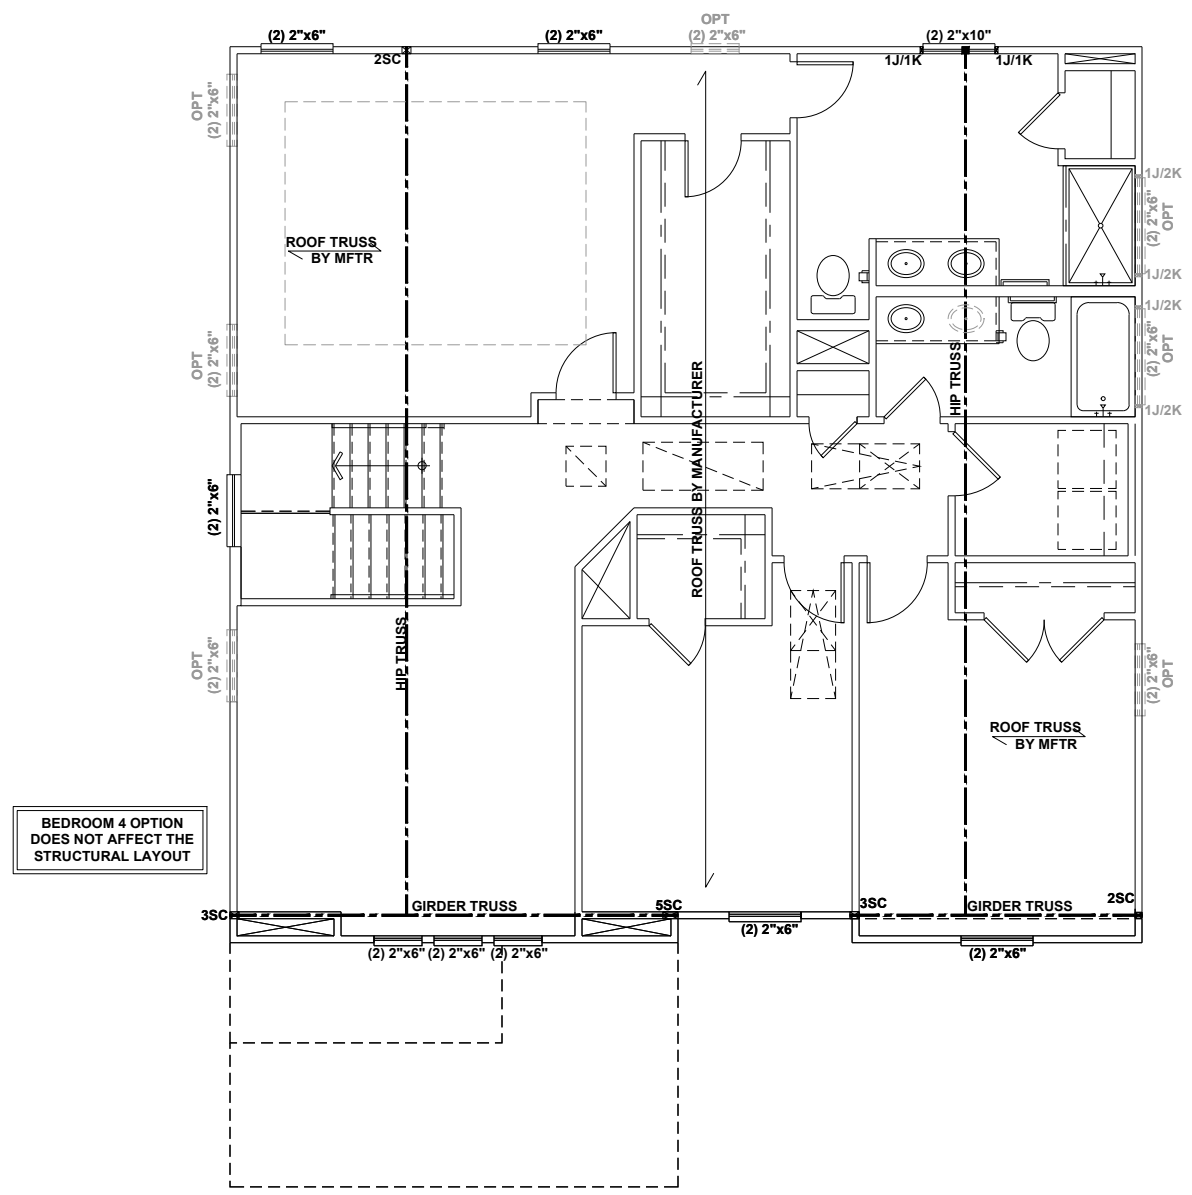 OPT
(2) 2"x6"
(2) 2"x6"
(2) 2"x6"
(2) 2"x10"
2SC
1J/1K
1J/1K
OPT
(2) 2"x6"
1J/2K
(2) 2"x6"
OPT
ROOF TRUSS
BY MFTR
1J/2K
1J/2K
OPT
(2) 2"x6"
(2) 2"x6"
OPT
HIP TRUSS
1J/2K
ROOF TRUSS BY MANUFACTURER
(2) 2"x6"
HIP TRUSS
OPT
(2) 2"x6"
(2) 2"x6"
OPT
ROOF TRUSS
BY MFTR
BEDROOM 4 OPTION
DOES NOT AFFECT THE
STRUCTURAL LAYOUT
3SC
GIRDER TRUSS
5SC
3SC
GIRDER TRUSS
2SC
(2) 2"x6"
(2) 2"x6"
(2) 2"x6"
(2) 2"x6"
(2) 2"x6"